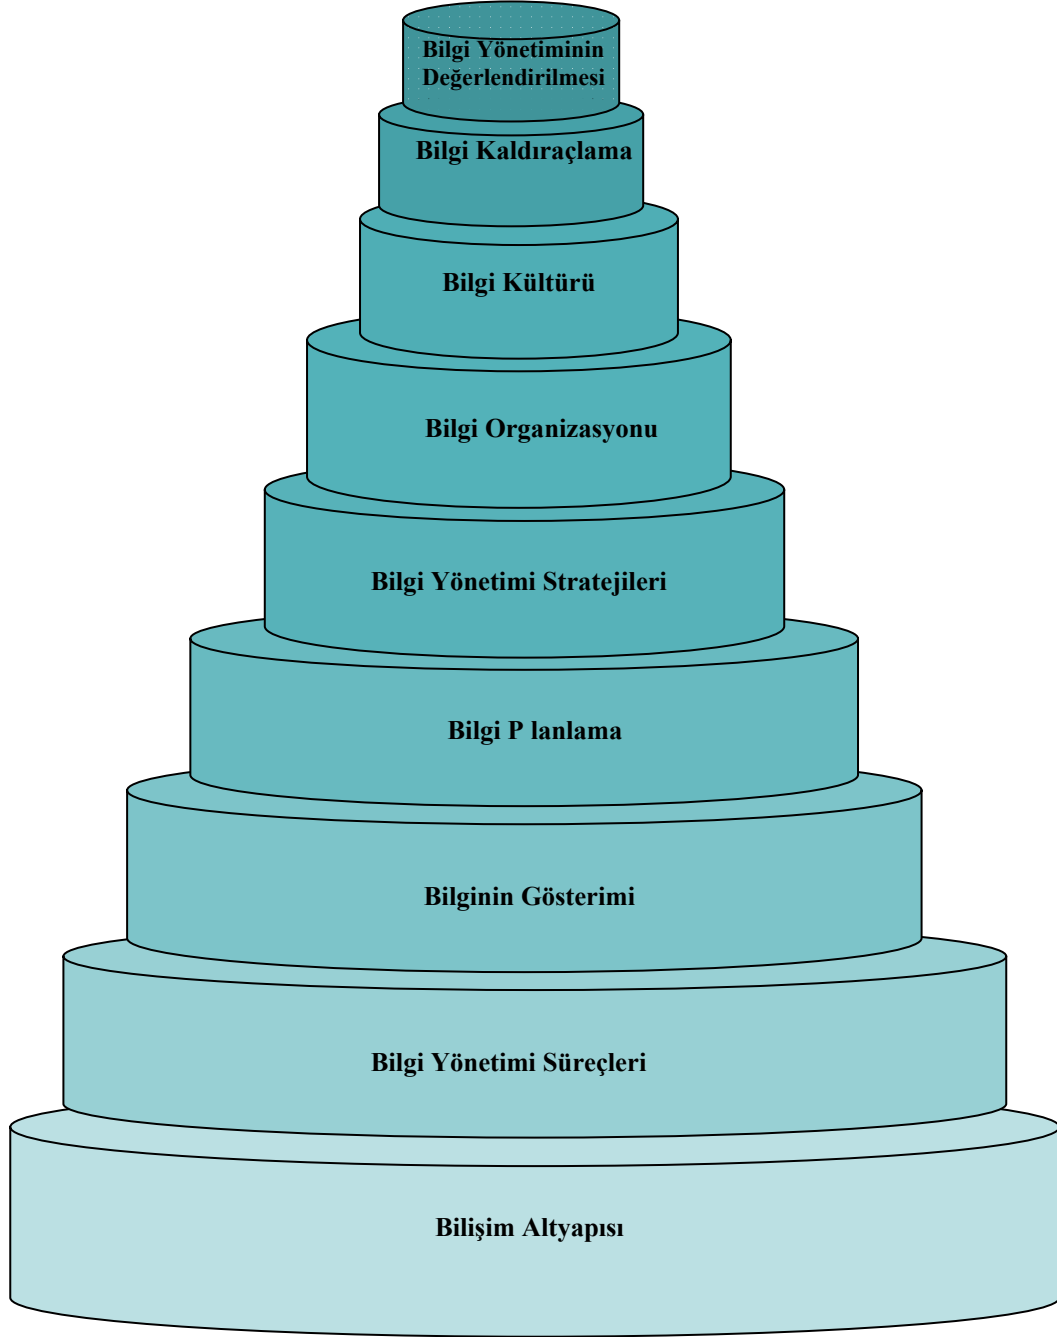 Bilgi Yönetiminin
Değerlendirilmesi
Bilgi Kaldıraçlama
Bilgi Kültürü
Bilgi Organizasyonu
Bilgi Yönetimi Stratejileri
Bilgi P lanlama
Bilginin Gösterimi
Bilgi Yönetimi Süreçleri
Bilişim Altyapısı